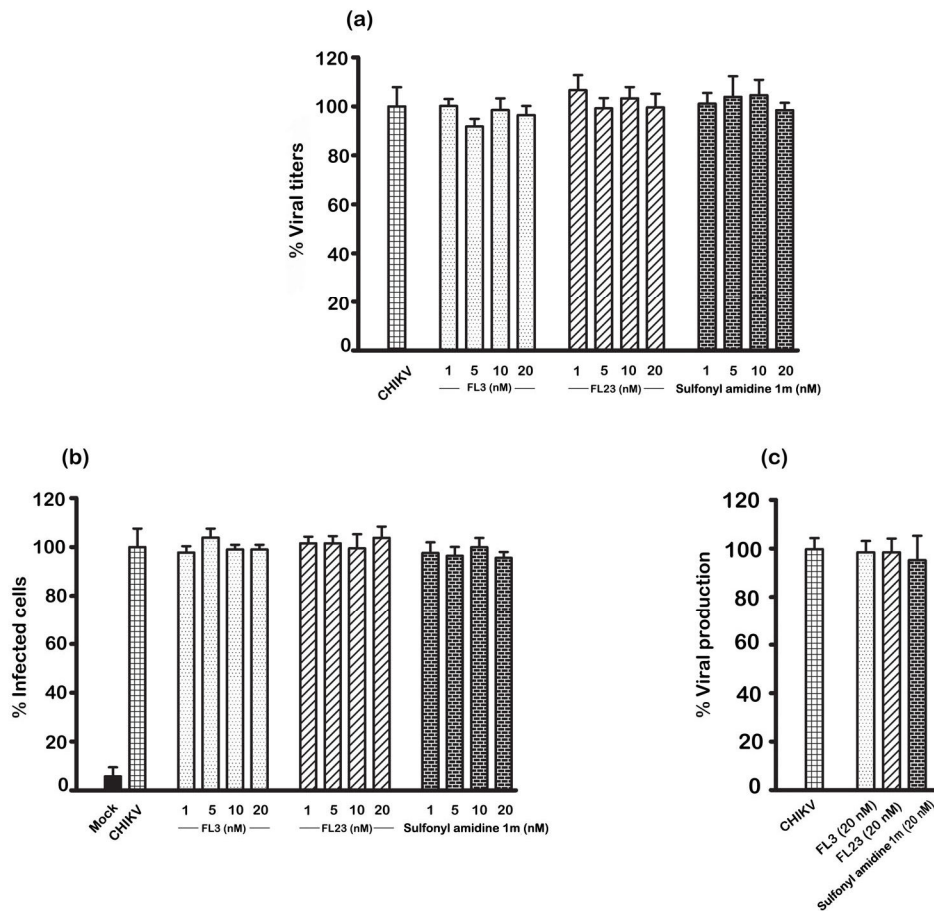 (a)
% Viral titers
120
100
80
60
40
20
0
CHIKV
1 5 10 20 1 5 10 20 1 5 10 20
FL3 (nM) FL23 (nM) Sulfonyl amidine 1m (nM)
(b)
% Infected cells
120
100
80
60
40
20
0
Mock
CHIKV
1 5 10 20 1 5 10 20 1 5 10 20
FL3 (nM) FL23 (nM) Sulfonyl amidine 1m (nM)
(c)
% Viral production
120
100
80
60
40
20
0
CHIKV
FL3 (20 nM)
FL23 (20 nM)
Sulfonyl amidine 1m (20 nM)